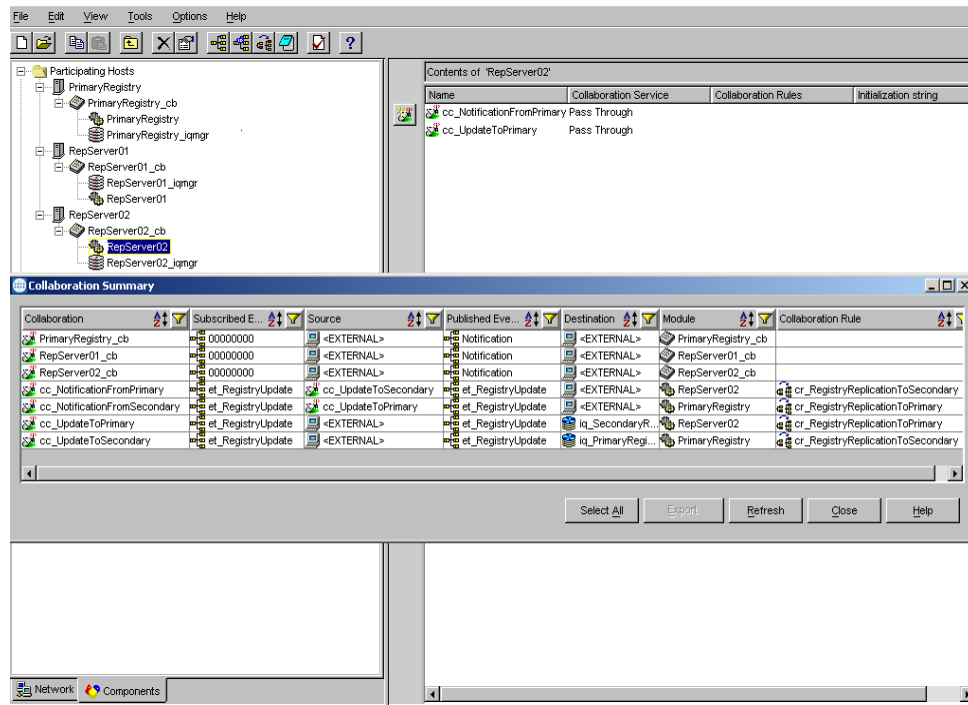 File Edit View Tools Options Help
?
Participating Hosts
PrimaryRegistry
PrimaryRegistry_cb
PrimaryRegistry
PrimaryRegistry_iqmgr
RepServer01
RepServer01_cb
RepServer01_iqmgr
RepServer01
RepServer02
RepServer02_cb
RepServer02
RepServer02_iqmgr
Contents of 'RepServer02'
Name Collaboration Service Collaboration Rules Initialization string
cc_NotificationFromPrimary Pass Through
cc_UpdateToPrimary Pass Through
Collaboration Summary
Collaboration Subscribed E... Source Published Eve... Destination Module Collaboration Rule
PrimaryRegistry_cb 00000000 <EXTERNAL> Notification <EXTERNAL> PrimaryRegistry_cb
RepServer01_cb 00000000 <EXTERNAL> Notification <EXTERNAL> RepServer01_cb
RepServer02_cb 00000000 <EXTERNAL> Notification <EXTERNAL> RepServer02_cb
cc_NotificationFromPrimary et_RegistryUpdate cc_UpdateToSecondary et_RegistryUpdate <EXTERNAL> RepServer02 cr_RegistryReplicationToSecondary
cc_NotificationFromSecondary et_RegistryUpdate cc_UpdateToPrimary et_RegistryUpdate <EXTERNAL> PrimaryRegistry cr_RegistryReplicationToPrimary
cc_UpdateToPrimary et_RegistryUpdate <EXTERNAL> et_RegistryUpdate iq_SecondaryR... RepServer02 cr_RegistryReplicationToPrimary
cc_UpdateToSecondary et_RegistryUpdate <EXTERNAL> et_RegistryUpdate iq_PrimaryRegi... PrimaryRegistry cr_RegistryReplicationToSecondary
Select All Export Refresh Close Help
Network Components